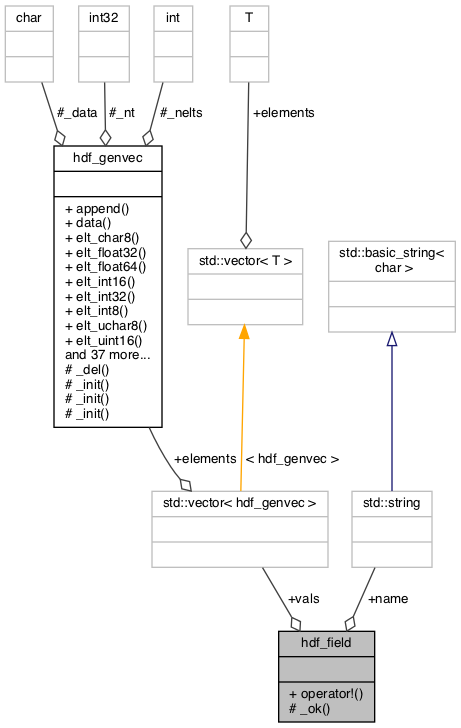 char
int32
int
T
#_data
#_nt
#_nelts
+elements
hdf_genvec
+ append()
+ data()
+ elt_char8()
+ elt_float32()
+ elt_float64()
+ elt_int16()
+ elt_int32()
+ elt_int8()
+ elt_uchar8()
+ elt_uint16()
and 37 more...
# _del()
# _init()
# _init()
# _init()
std::vector< T >
std::basic_string<
char >
+elements
< hdf_genvec >
std::vector< hdf_genvec >
std::string
+vals
+name
hdf_field
+ operator!()
# _ok()